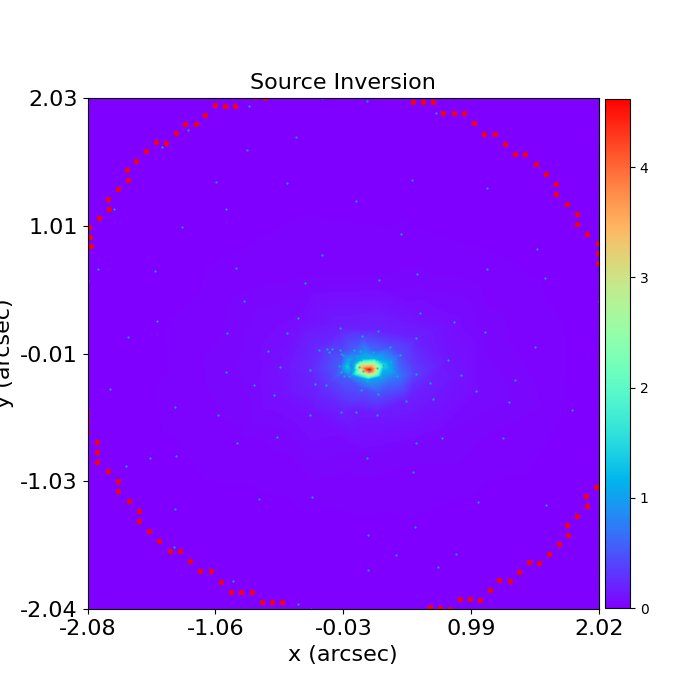 Source Inversion
2.03
1.01
-0.01
-1.03
-2.04
y (arcsec)
-2.08 -1.06 -0.03 0.99 2.02
x (arcsec)
4
3
2
1
0